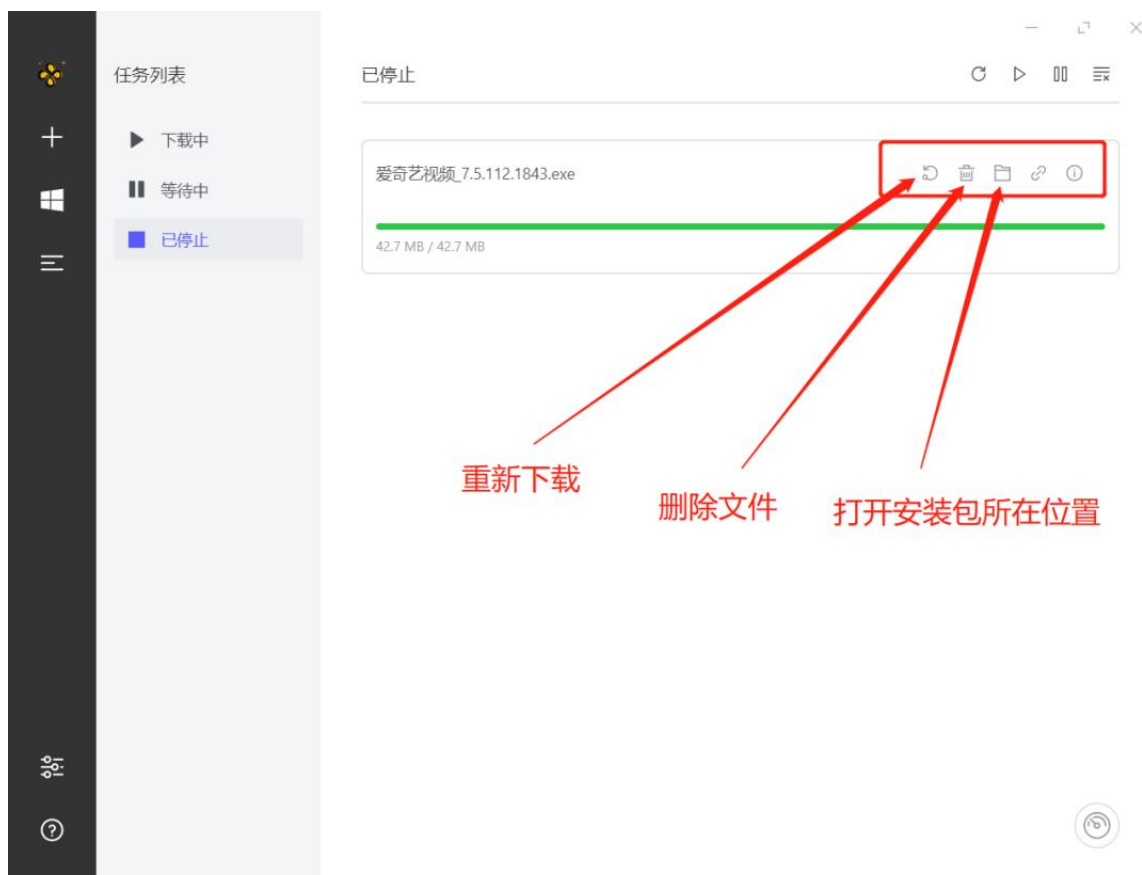 任务列表
下载中
等待中
已停止
已停止
爱奇艺视频_7.5.112.1843.exe
42.7 MB / 42.7 MB
重新下载
删除文件
打开安装包所在位置